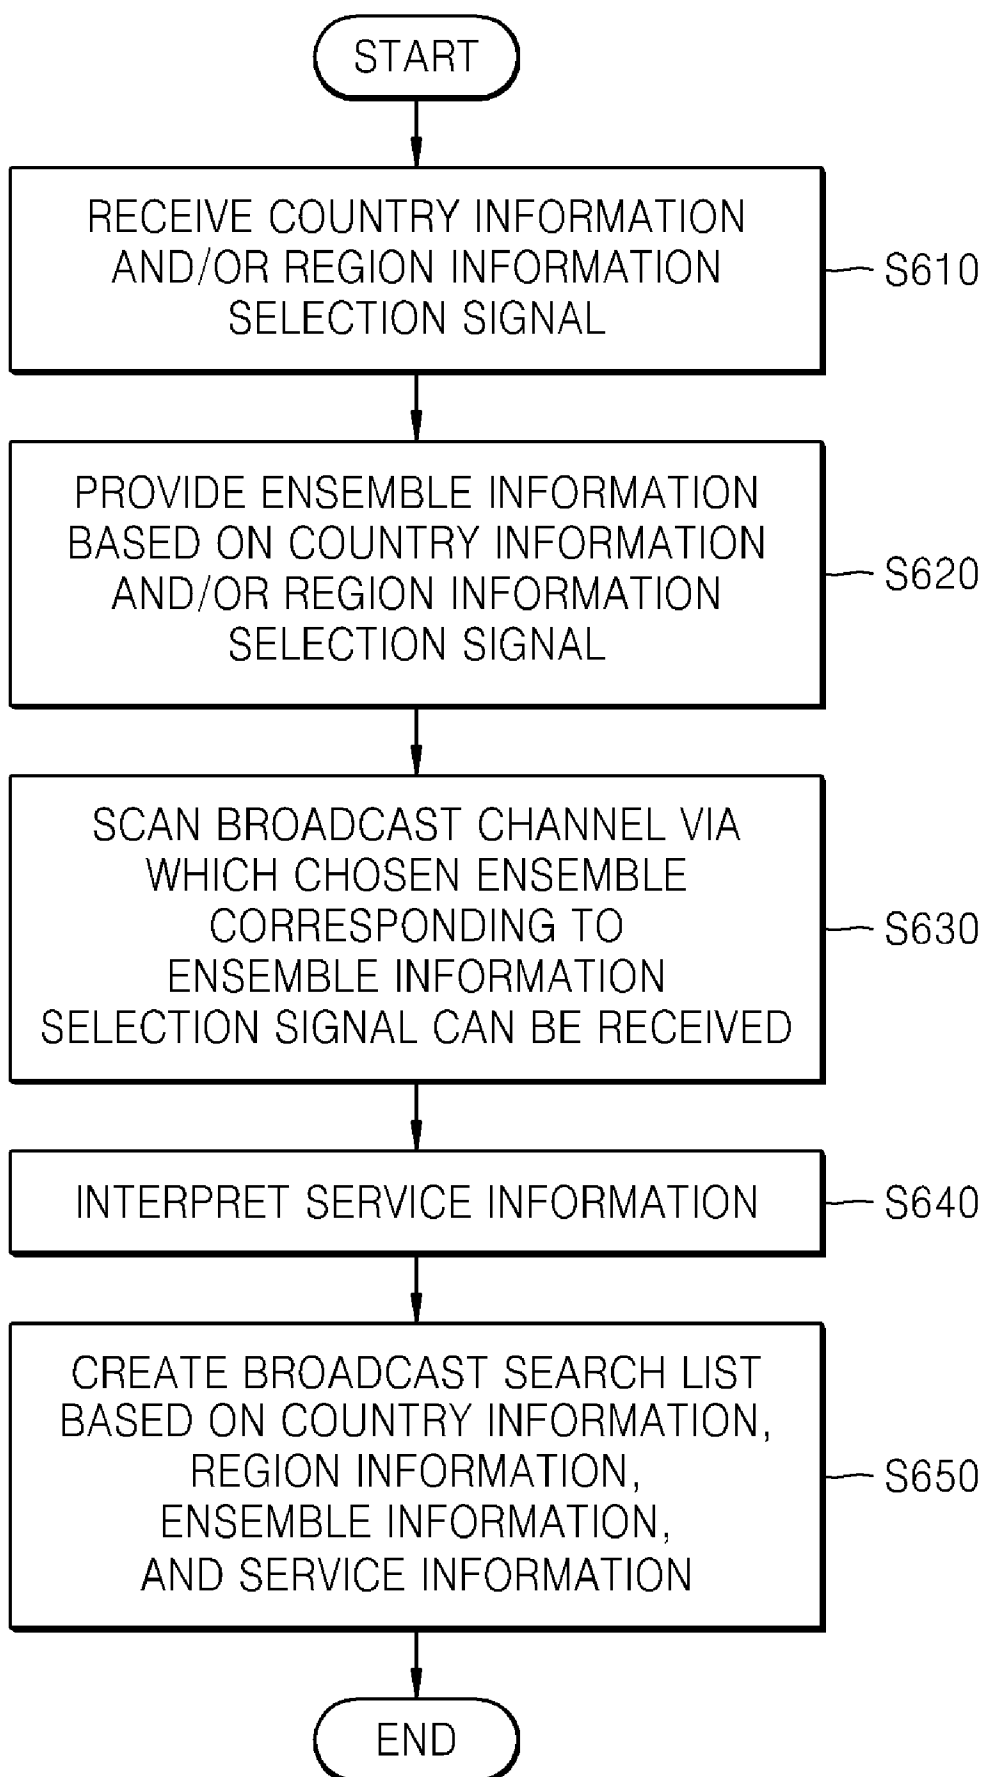 START
RECEIVE COUNTRY INFORMATION
AND/OR REGION INFORMATION
SELECTION SIGNAL
S610
PROVIDE ENSEMBLE INFORMATION
BASED ON COUNTRY INFORMATION
AND/OR REGION INFORMATION
SELECTION SIGNAL
S620
SCAN BROADCAST CHANNEL VIA
WHICH CHOSEN ENSEMBLE
CORRESPONDING TO
ENSEMBLE INFORMATION
SELECTION SIGNAL CAN BE RECEIVED
S630
INTERPRET SERVICE INFORMATION
S640
CREATE BROADCAST SEARCH LIST
BASED ON COUNTRY INFORMATION,
REGION INFORMATION,
ENSEMBLE INFORMATION,
AND SERVICE INFORMATION
S650
END